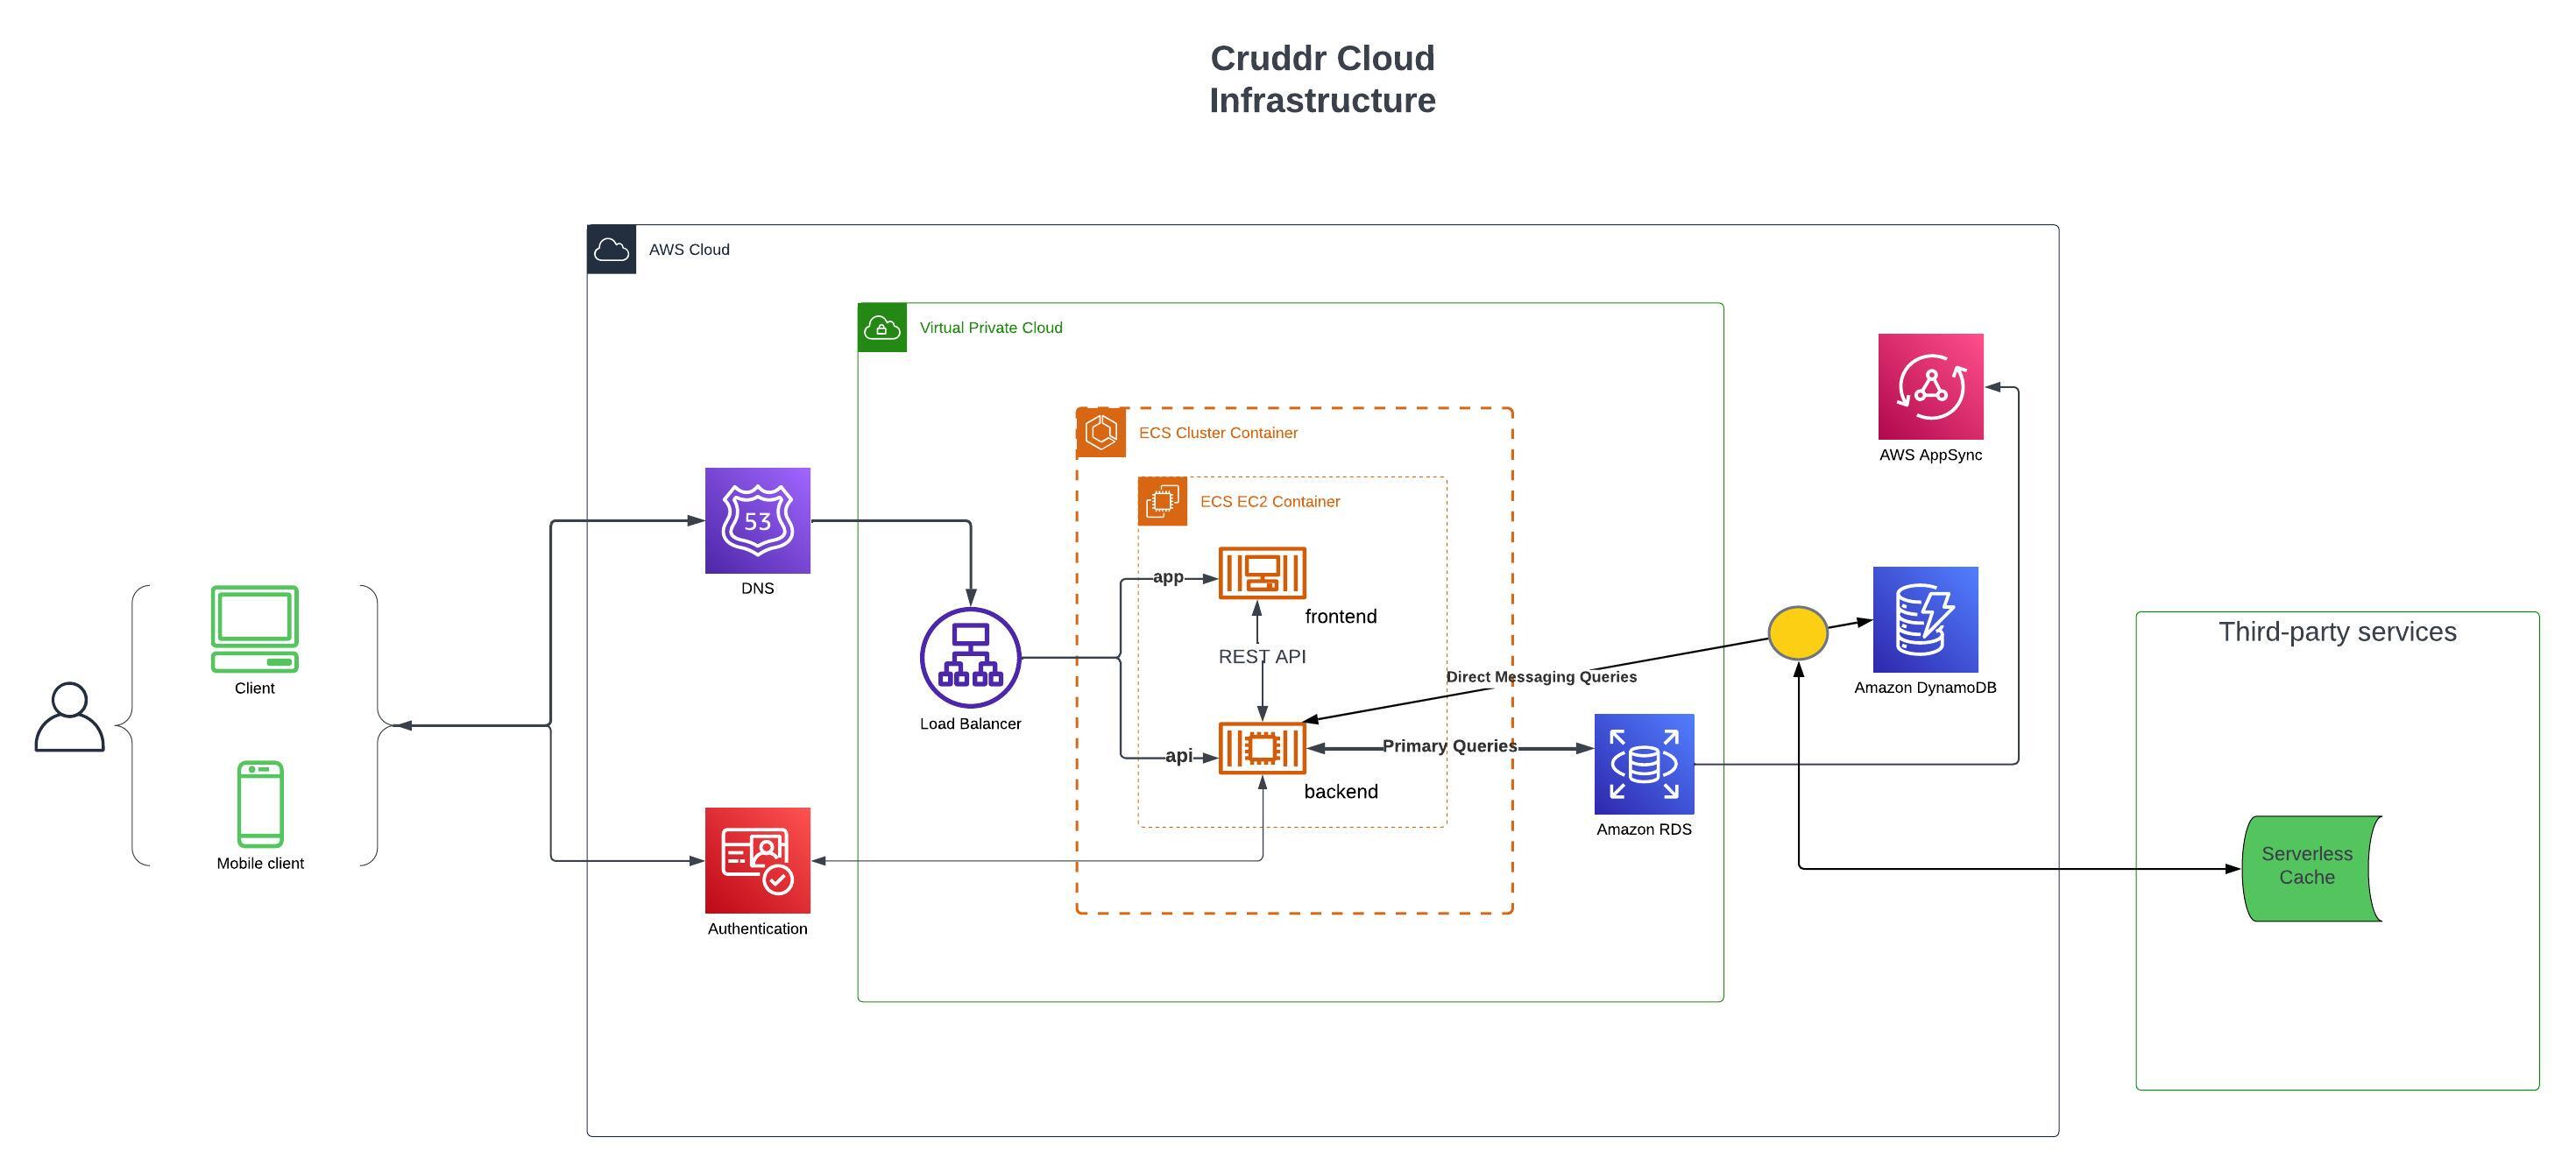 Cruddr Cloud
Infrastructure
AWS Cloud
Virtual Private Cloud
ECS Cluster Container
AWS AppSync
ECS EC2 Container
53
DNS
app
frontend
Third-party services
REST API
Direct Messaging Queries
Client
Amazon DynamoDB
Load Balancer
api
Primary Queries
backend
Amazon RDS
Mobile client
Serverless
Cache
Authentication